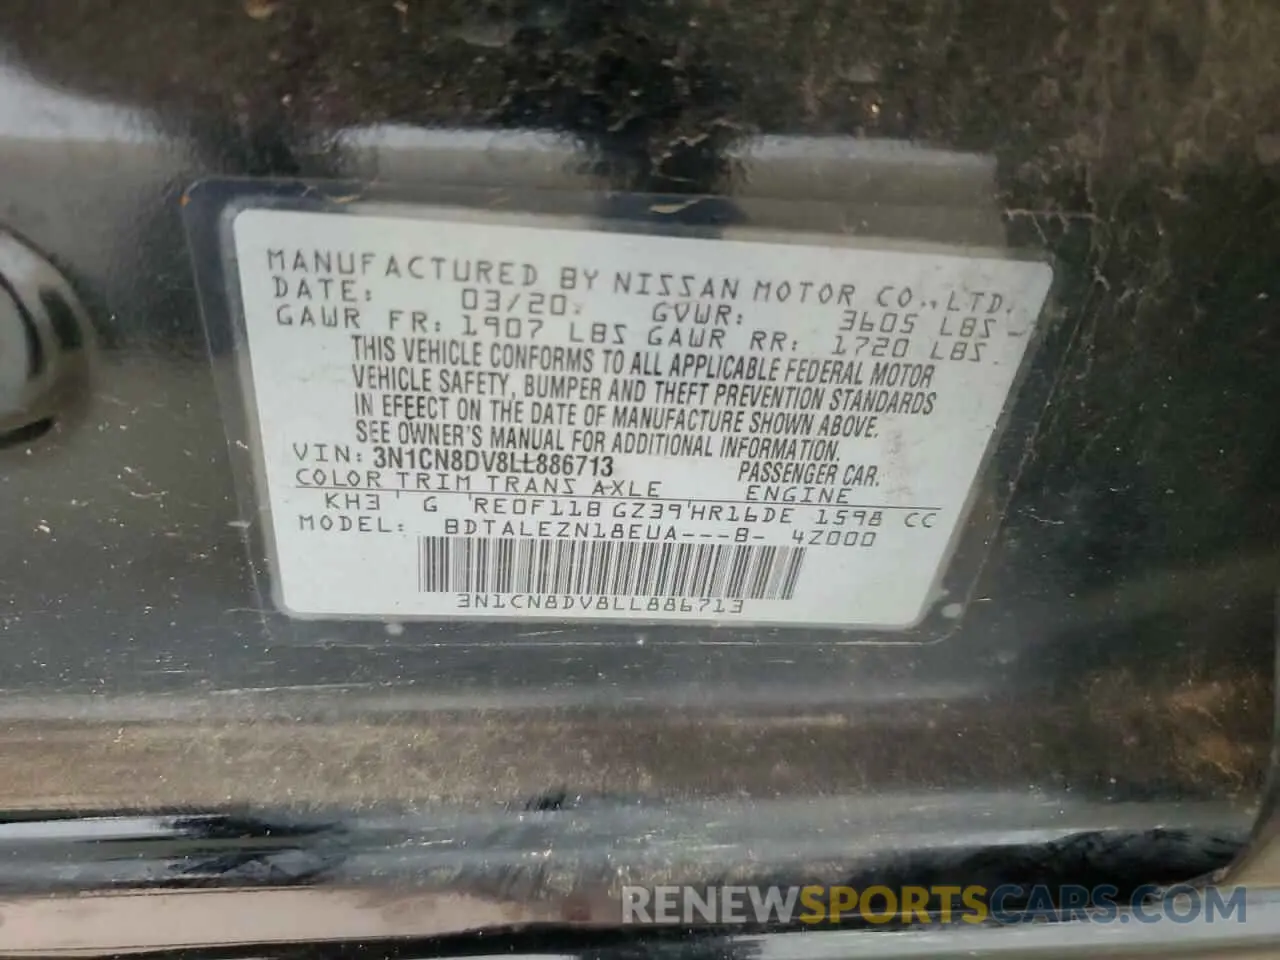 MANUFACTURED BY NISSAN MOTOR CO., LTD.
DATE: 03/20. GVWR: 3605 LBS
GAWR FR: 1907 LBS GAWR RR: 1720 LBS
THIS VEHICLE CONFORMS TO ALL APPLICABLE FEDERAL MOTOR
VEHICLE SAFETY, BUMPER AND THEFT PREVENTION STANDARDS
IN EFFECT ON THE DATE OF MANUFACTURE SHOWN ABOVE.
SEE OWNER'S MANUAL FOR ADDITIONAL INFORMATION.
VIN: 3N1CN8DV8LL886713 PASSENGER CAR.
COLOR TRIM TRANS AXLE ENGINE
KH3 ' G 'RE0F11B GZ39'HR16DE 1598 CC
MODEL: BDTALEZN18EUA---B- 4Z000
3N1CN8DV8LL886713
RENEWSPORTSCARS.COM